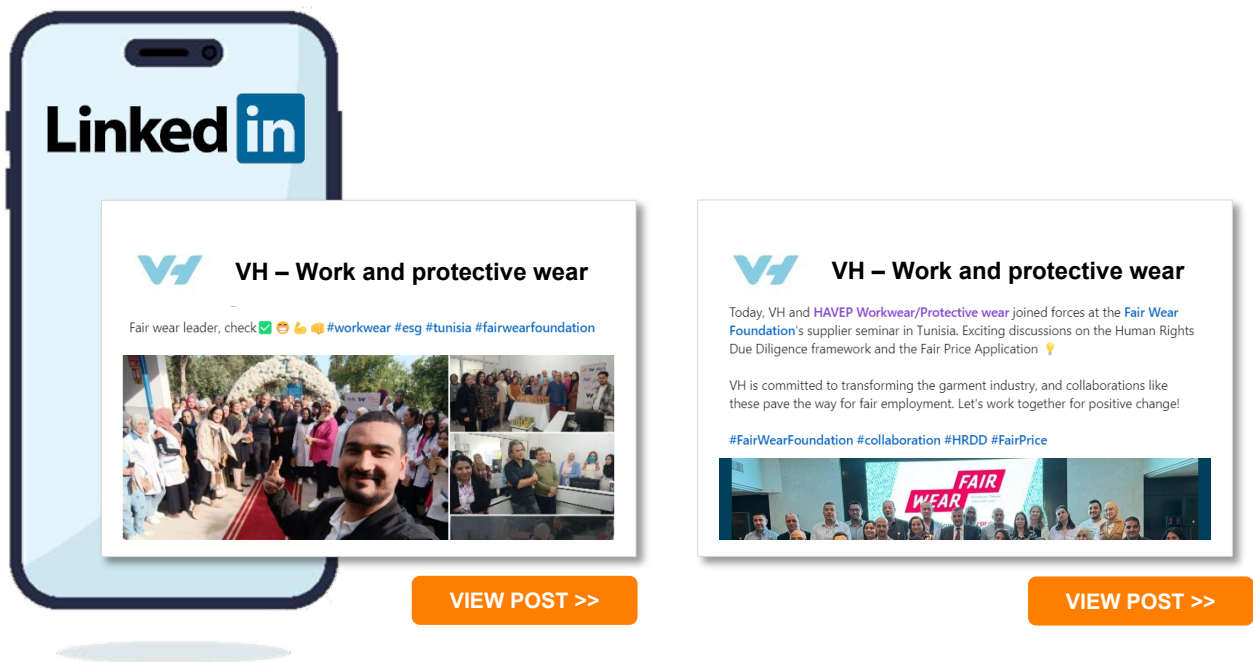 Linked in
VH
VH – Work and protective wear
Fair wear leader, check ✅ 😁 💪 👊 #workwear #esg #tunisia #fairwearfoundation
VIEW POST >>
VH
VH – Work and protective wear
Today, VH and HAVEP Workwear/Protective wear joined forces at the Fair Wear
Foundation's supplier seminar in Tunisia. Exciting discussions on the Human Rights
Due Diligence framework and the Fair Price Application 💡
VH is committed to transforming the garment industry, and collaborations like
these pave the way for fair employment. Let's work together for positive change!
#FairWearFoundation #collaboration #HRDD #FairPrice
FAIR
WEAR
VIEW POST >>